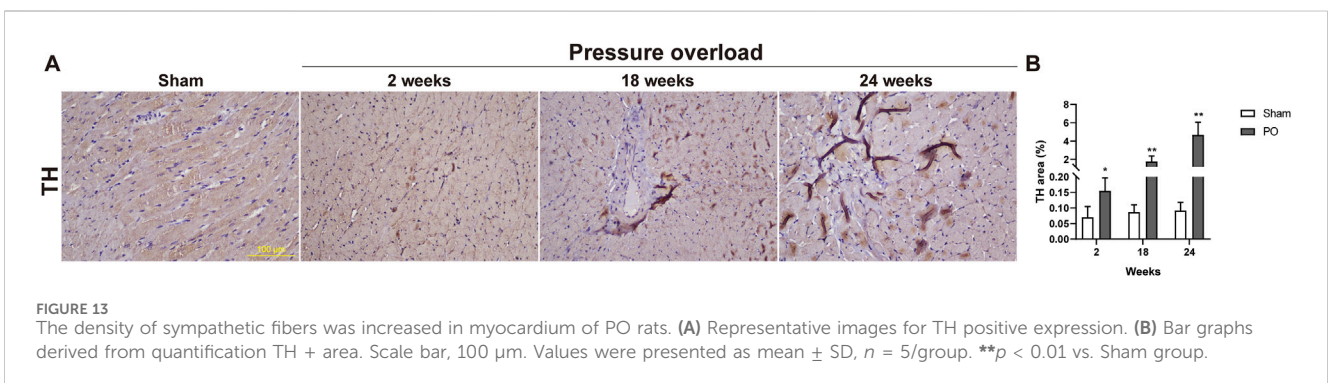 A
Pressure overload
B
Sham
2 weeks
18 weeks
24 weeks
TH
100 µm
TH area (%)
8
6
4
2
0.20
0.15
0.10
0.05
0.00
*
**
**
Sham
PO
2
18
24
Weeks
FIGURE 13
The density of sympathetic fibers was increased in myocardium of PO rats. (A) Representative images for TH positive expression. (B) Bar graphs
derived from quantification TH + area. Scale bar, 100 µm. Values were presented as mean ± SD, n = 5/group. **p < 0.01 vs. Sham group.